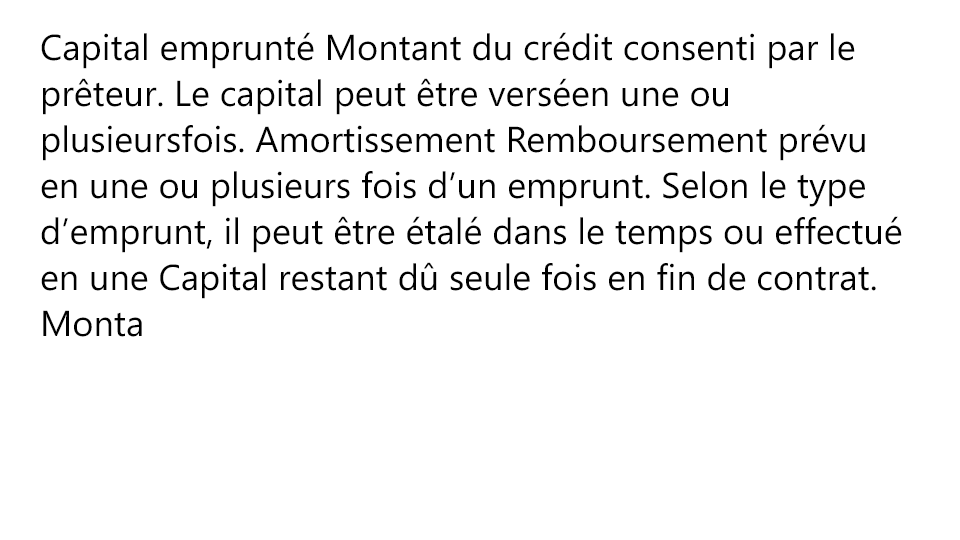 Capital emprunté Montant du crédit consenti par le
prêteur. Le capital peut être verséen une ou
plusieursfois. Amortissement Remboursement prévu
en une ou plusieurs fois d’un emprunt. Selon le type
d’emprunt, il peut être étalé dans le temps ou effectué
en une Capital restant dû seule fois en fin de contrat.
Monta